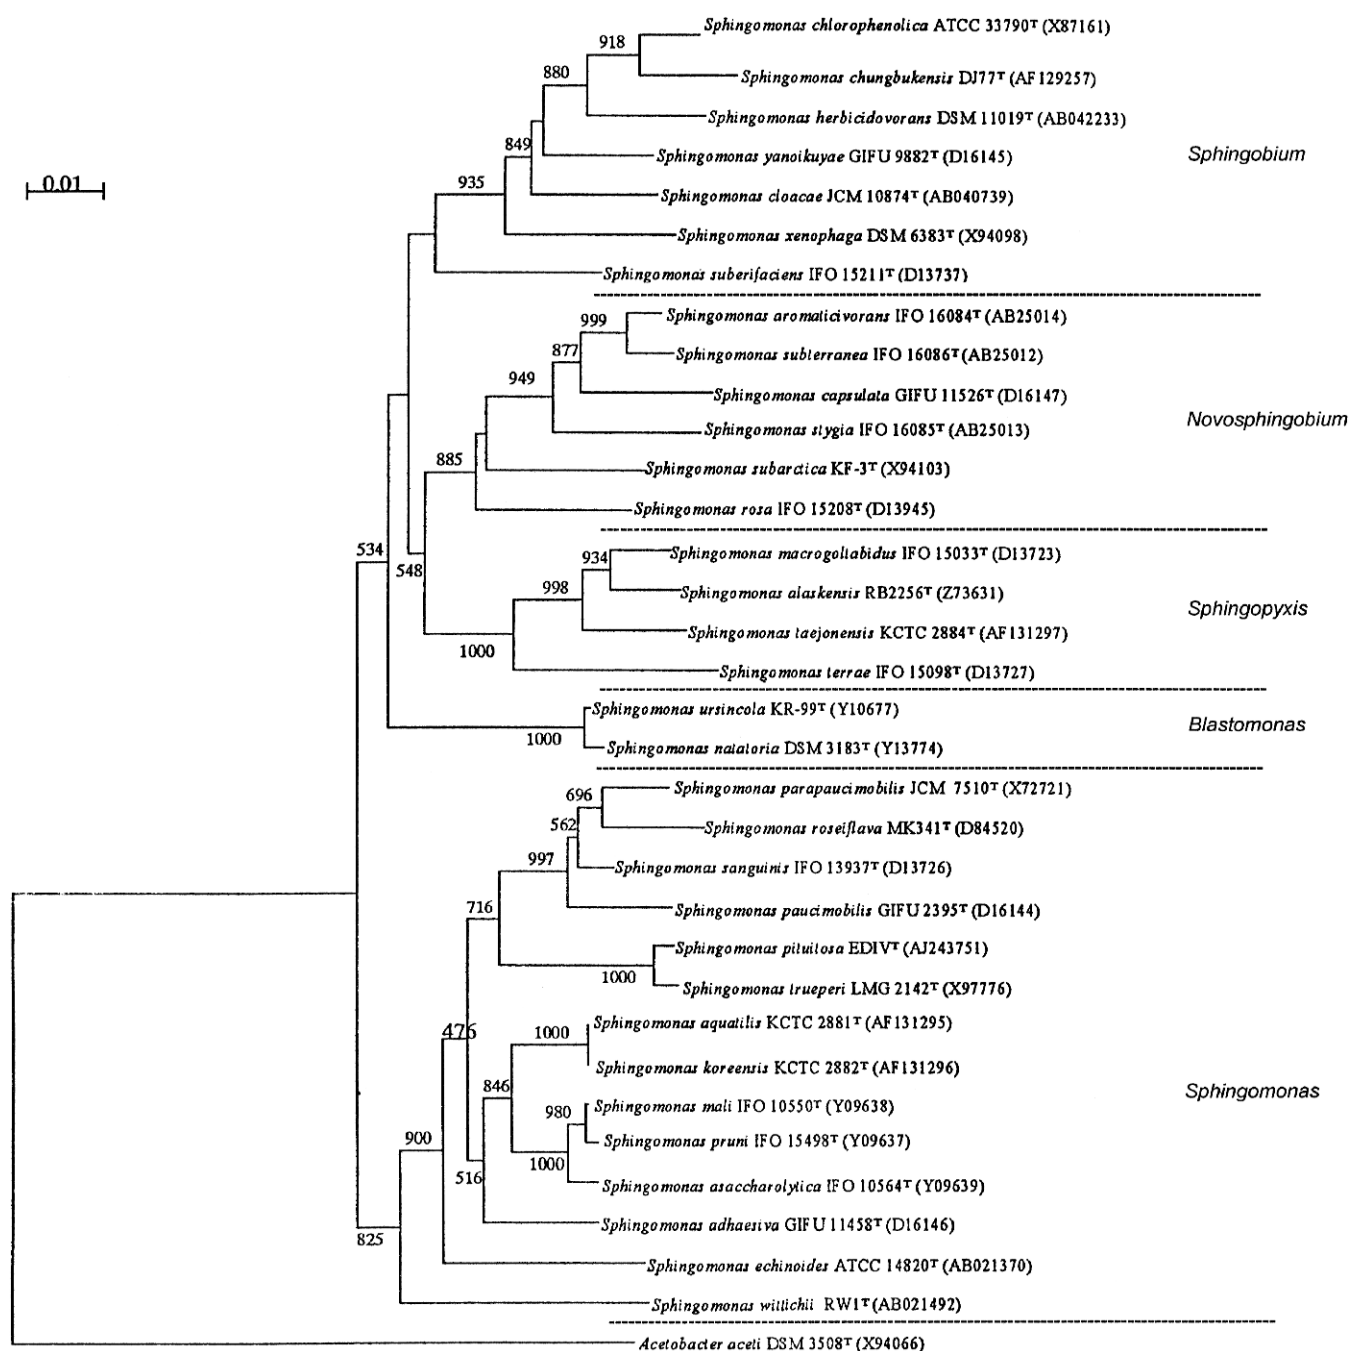 Sphingomonas chlorophenolica ATCC 33790ᵀ (X87161)
918
880
Sphingomonas chungbukensis DJ77ᵀ (AF129257)
Sphingomonas herbicidovorans DSM 11019ᵀ (AB042233)
849
Sphingomonas yanoikuyae GIFU 9882ᵀ (D16145)
Sphingobium
0.01
935
Sphingomonas cloacae JCM 10874ᵀ (AB040739)
Sphingomonas xenophaga DSM 6383ᵀ (X94098)
Sphingomonas suberifaciens IFO 15211ᵀ (D13737)
Sphingomonas aromaticivorans IFO 16084ᵀ (AB25014)
999
877
Sphingomonas subterranea IFO 16086ᵀ (AB25012)
949
Sphingomonas capsulata GIFU 11526ᵀ (D16147)
Novosphingobium
Sphingomonas stygia IFO 16085ᵀ (AB25013)
885
Sphingomonas subarctica KF-3ᵀ (X94103)
Sphingomonas rosa IFO 15208ᵀ (D13945)
534
548
Sphingomonas macrogoltabidus IFO 15033ᵀ (D13723)
934
998
Sphingomonas alaskensis RB2256ᵀ (Z73631)
Sphingopyxis
Sphingomonas taejonensis KCTC 2884ᵀ (AF131297)
1000
Sphingomonas terrae IFO 15098ᵀ (D13727)
Sphingomonas ursincola KR-99ᵀ (Y10677)
Blastomonas
1000
Sphingomonas natatoria DSM 3183ᵀ (Y13774)
Sphingomonas parapaucimobilis JCM 7510ᵀ (X72721)
696
562
Sphingomonas roseiflava MK341ᵀ (D84520)
997
Sphingomonas sanguinis IFO 13937ᵀ (D13726)
716
Sphingomonas paucimobilis GIFU 2395ᵀ (D16144)
Sphingomonas pituitosa EDIVᵀ (AJ243751)
1000
Sphingomonas trueperi LMG 2142ᵀ (X97776)
476
1000
Sphingomonas aquatilis KCTC 2881ᵀ (AF131295)
Sphingomonas koreensis KCTC 2882ᵀ (AF131296)
846
Sphingomonas
Sphingomonas mali IFO 10550ᵀ (Y09638)
980
900
Sphingomonas pruni IFO 15498ᵀ (Y09637)
1000
516
Sphingomonas asaccharolytica IFO 10564ᵀ (Y09639)
Sphingomonas adhaesiva GIFU 11458ᵀ (D16146)
825
Sphingomonas echinoides ATCC 14820ᵀ (AB021370)
Sphingomonas wittichii RW1ᵀ (AB021492)
Acetobacter aceti DSM 3508ᵀ (X94066)